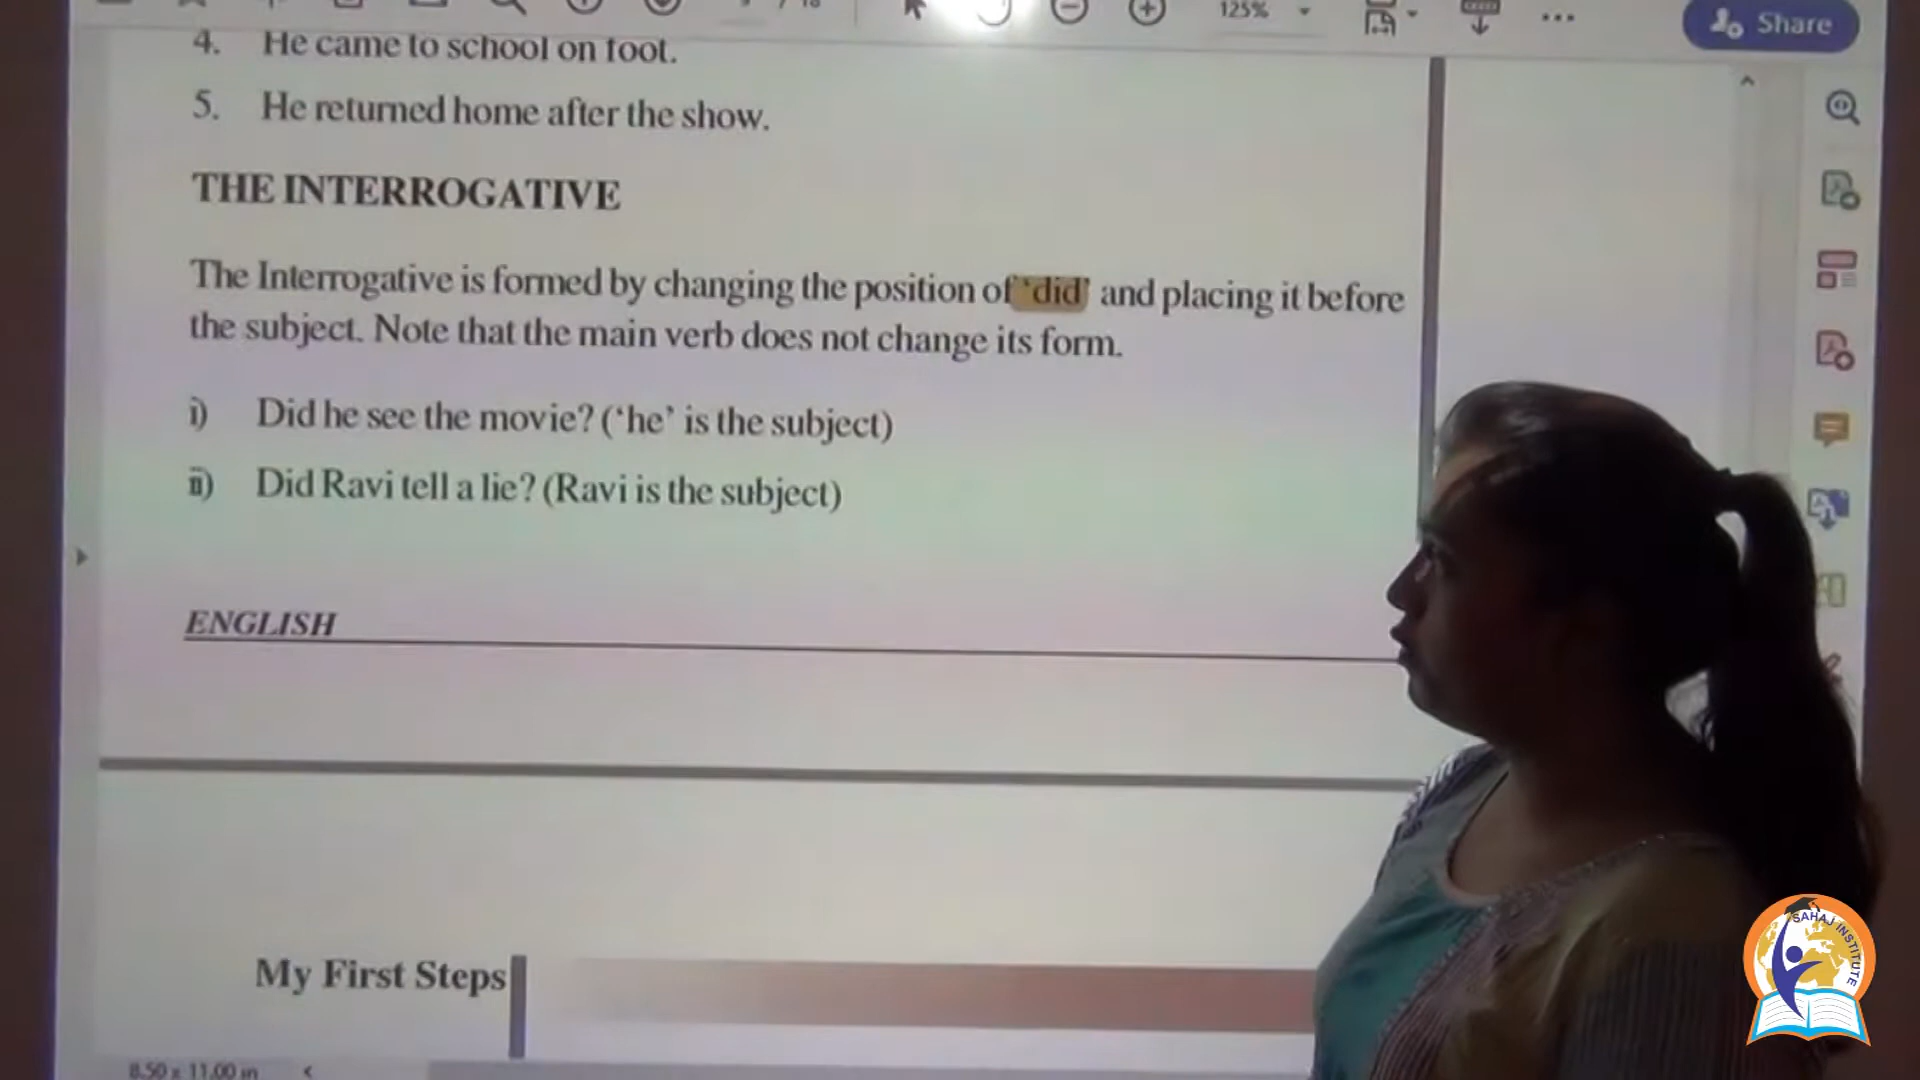 125%
Share
4. He came to school on foot.
5. He returned home after the show.
THE INTERROGATIVE
The Interrogative is formed by changing the position of 'did' and placing it before
the subject. Note that the main verb does not change its form.
i) Did he see the movie? ('he' is the subject)
ii) Did Ravi tell a lie? (Ravi is the subject)
ENGLISH
My First Steps
8.50 x 11.00 in
SAHAJ INSTITUTE